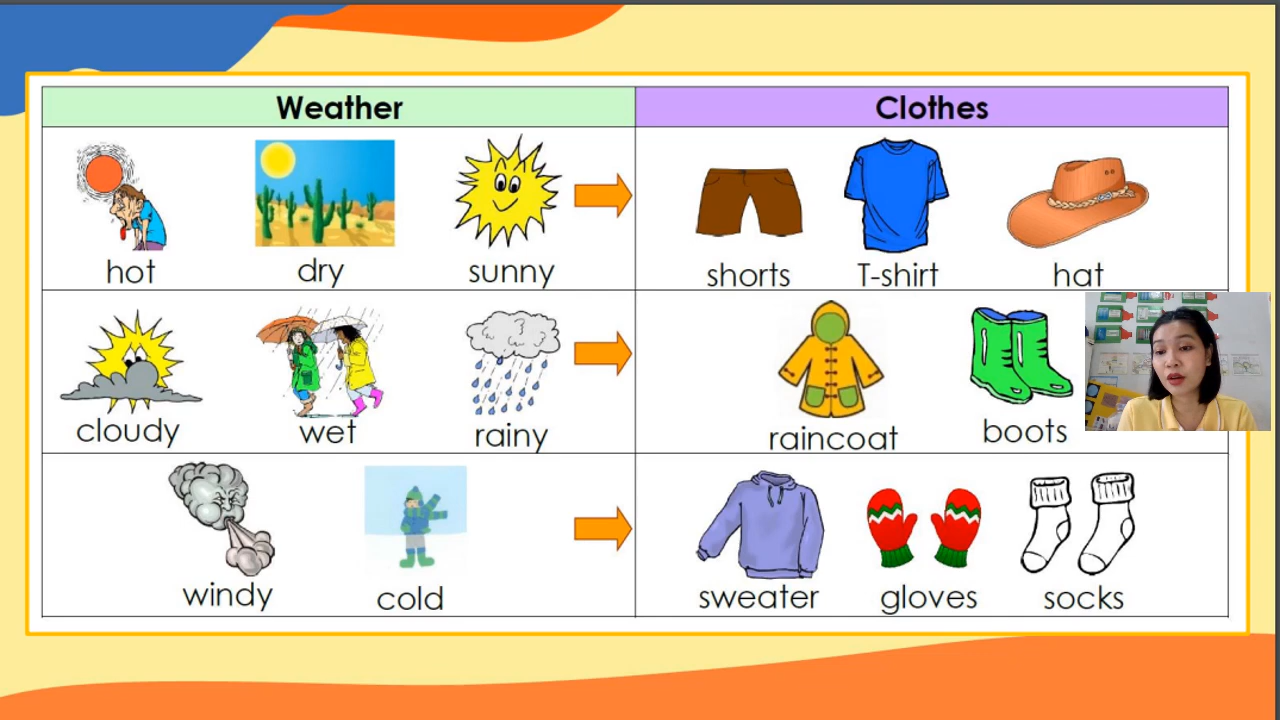 Weather Clothes
hot dry sunny shorts T-shirt hat
cloudy wet rainy raincoat boots
windy cold sweater gloves socks